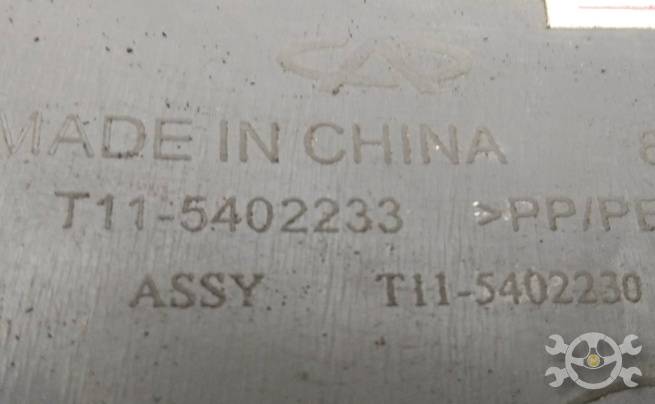 MADE IN CHINA
T11-5402233 >PP/PE
ASSY T11-5402230